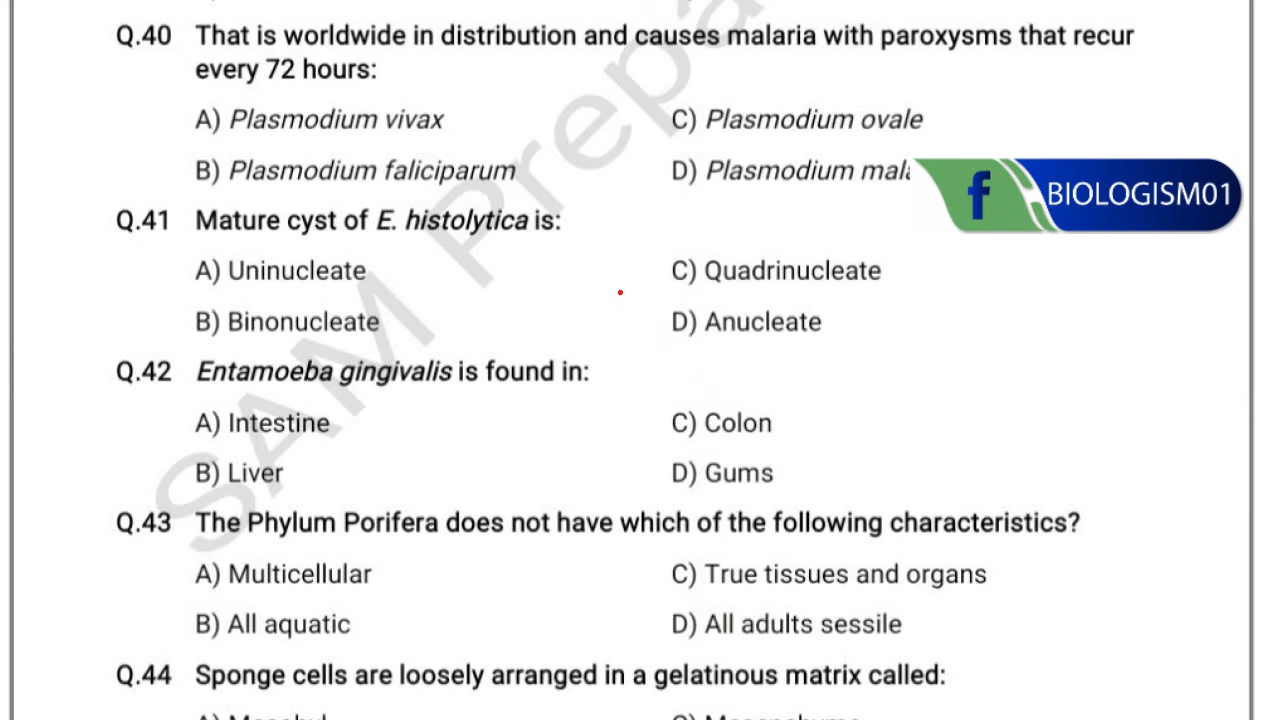 Q.40 That is worldwide in distribution and causes malaria with paroxysms that recur
every 72 hours:
A) Plasmodium vivax C) Plasmodium ovale
B) Plasmodium faliciparum D) Plasmodium
f BIOLOGISM01
Q.41 Mature cyst of E. histolytica is:
A) Uninucleate C) Quadrinucleate
B) Binonucleate D) Anucleate
Q.42 Entamoeba gingivalis is found in:
A) Intestine C) Colon
B) Liver D) Gums
Q.43 The Phylum Porifera does not have which of the following characteristics?
A) Multicellular C) True tissues and organs
B) All aquatic D) All adults sessile
Q.44 Sponge cells are loosely arranged in a gelatinous matrix called:
SAM Prepa